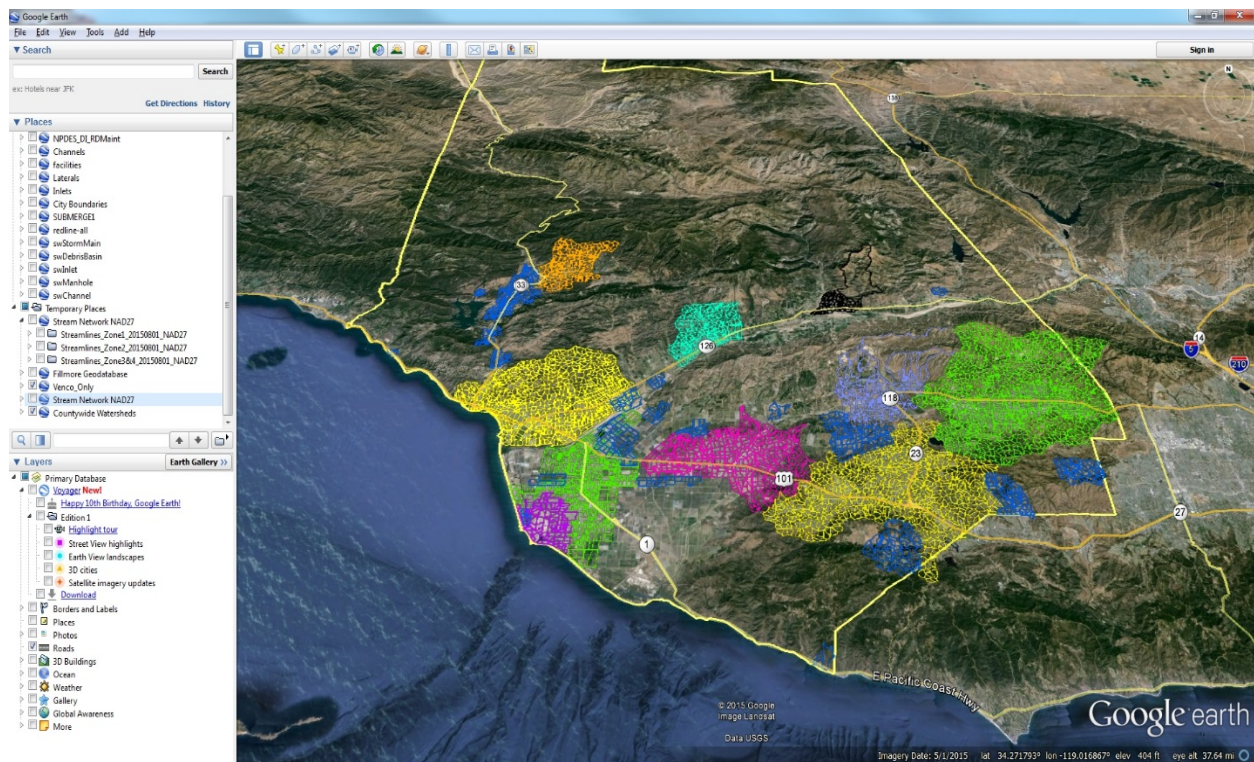 Google Earth
File Edit View Tools Add Help
▼ Search
Search
ex: Hotels near JFK
Get Directions History
▼ Places
NPDES_DI_RDMaint
Channels
facilities
Laterals
Inlets
City Boundaries
SUBMERGE1
redline-all
swStormMain
swDebrisBasin
swInlet
swManhole
swChannel
Temporary Places
Stream Network NAD27
Streamlines_Zone1_20150801_NAD27
Streamlines_Zone2_20150801_NAD27
Streamlines_Zone3&4_20150801_NAD27
Fillmore Geodatabase
Venco_Only
Stream Network NAD27
Countywide Watersheds
▼ Layers
Earth Gallery >>
Primary Database
Voyager New!
Happy 10th Birthday, Google Earth!
Edition 1
Highlight tour
Street View highlights
Earth View landscapes
3D cities
Satellite imagery updates
Download
Borders and Labels
Places
Photos
Roads
3D Buildings
Ocean
Weather
Gallery
Global Awareness
More
Sign in
N
138
33
126
14
5
210
118
23
101
27
1
E Pacific Coast Hwy
© 2015 Google
Image Landsat
Data USGS
Google earth
Imagery Date: 5/1/2015 lat 34.271793° lon -119.016867° elev 404 ft eye alt 37.64 mi